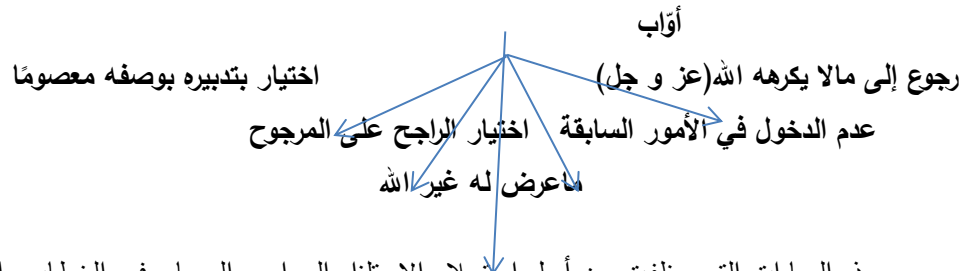 أوّاب
رجوع إلى مالا يكرهه الله(عز و جل) اختيار بتدبيره بوصفه معصومًا
عدم الدخول في الأمور السابقة اختيار الراجح على المرجوح
ماعرض له غير الله